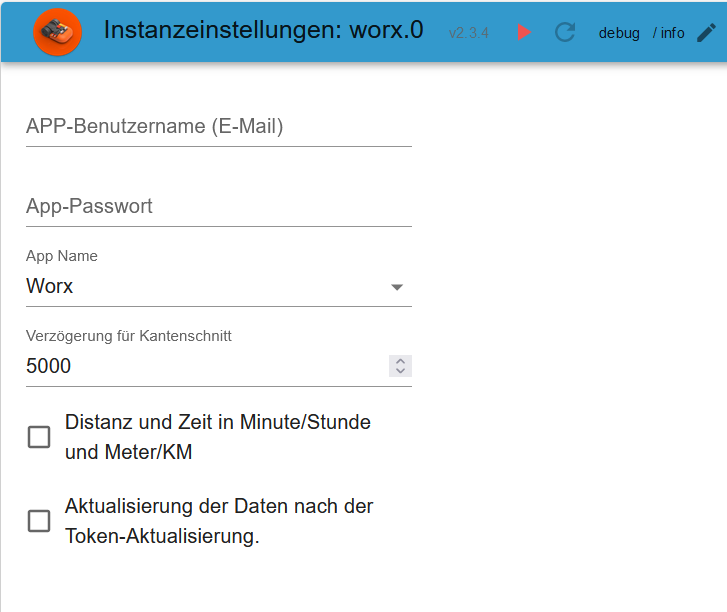 Instanzeinstellungen: worx.0 v2.3.4 debug / info
APP-Benutzername (E-Mail)
App-Passwort
App Name
Worx
Verzögerung für Kantenschnitt
5000
Distanz und Zeit in Minute/Stunde
und Meter/KM
Aktualisierung der Daten nach der
Token-Aktualisierung.